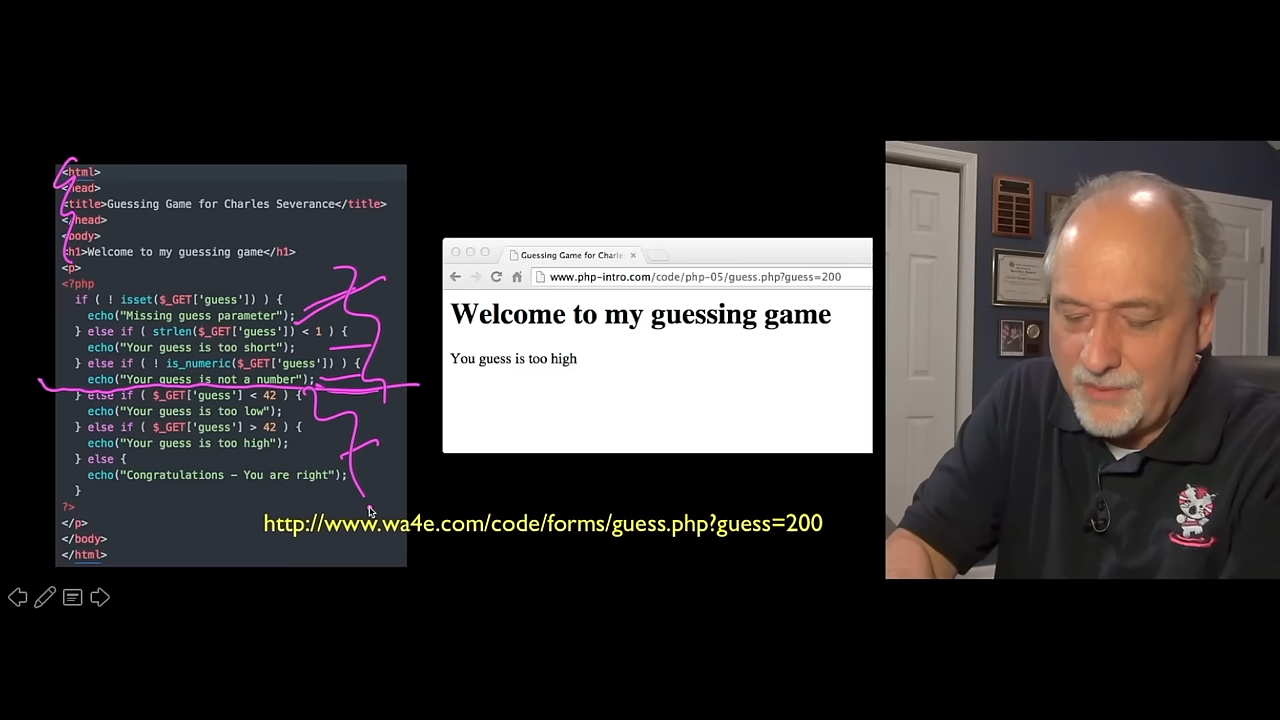 <html>
<head>
<title>Guessing Game for Charles Severance</title>
</head>
<body>
<h1>Welcome to my guessing game</h1>
<p>
<?php
if ( ! isset($_GET['guess']) ) {
echo("Missing guess parameter");
} else if ( strlen($_GET['guess']) < 1 ) {
echo("Your guess is too short");
} else if ( ! is_numeric($_GET['guess']) ) {
echo("Your guess is not a number");
} else if ( $_GET['guess'] < 42 ) {
echo("Your guess is too low");
} else if ( $_GET['guess'] > 42 ) {
echo("Your guess is too high");
} else {
echo("Congratulations - You are right");
}
?>
</p>
</body>
</html>
Guessing Game for Charle
www.php-intro.com/code/php-05/guess.php?guess=200
Welcome to my guessing game
You guess is too high
http://www.wa4e.com/code/forms/guess.php?guess=200